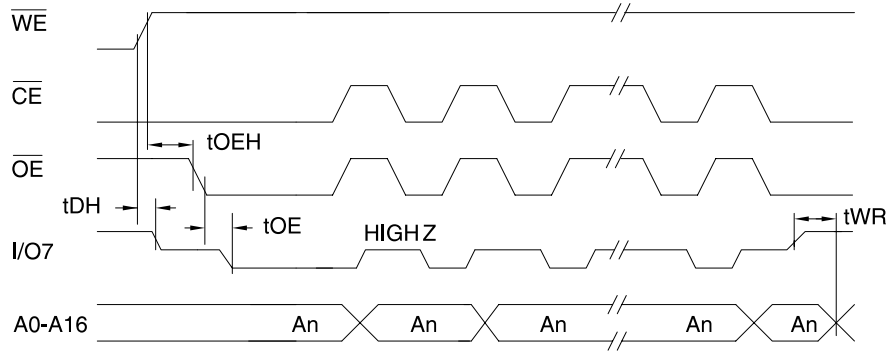 WE
CE
tOEH
OE
tDH
tOE
HIGH Z
tWR
I/O7
A0-A16 An An An An An